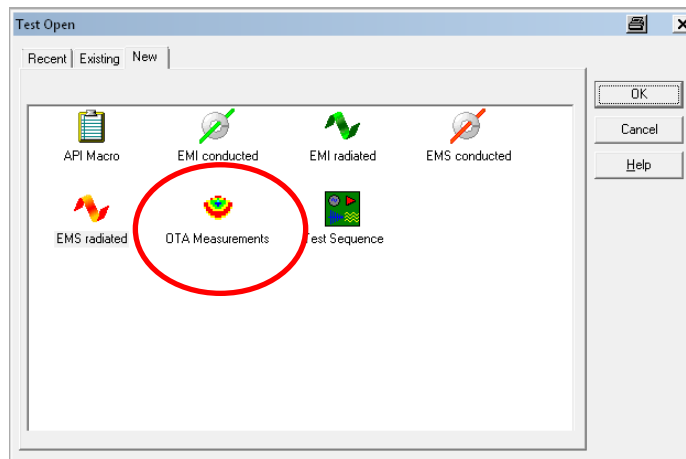 Test Open
Recent Existing New
OK
Cancel
Help
API Macro EMI conducted EMI radiated EMS conducted
EMS radiated OTA Measurements Test Sequence